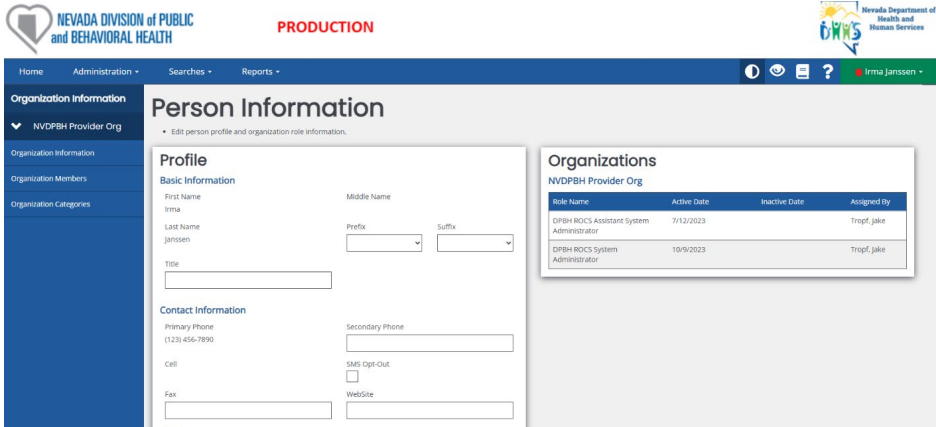 NEVADA DIVISION of PUBLIC
and BEHAVIORAL HEALTH
PRODUCTION
Nevada Department of
Health and
Human Services
DHHS
Home
Administration
Searches
Reports
?
Irma Janssen
Organization Information
NVDPBH Provider Org
Organization Information
Organization Members
Organization Categories
Person Information
• Edit person profile and organization role information.
Profile
Basic Information
First Name
Middle Name
Irma
Last Name
Prefix
Suffix
Janssen
Title
Contact Information
Primary Phone
Secondary Phone
(123) 456-7890
Cell
SMS Opt-Out
Fax
WebSite
Organizations
NVDPBH Provider Org
Role Name
Active Date
Inactive Date
Assigned By
DPBH ROCS Assistant System
Administrator
7/12/2023
Tropf, Jake
DPBH ROCS System
Administrator
10/9/2023
Tropf, Jake